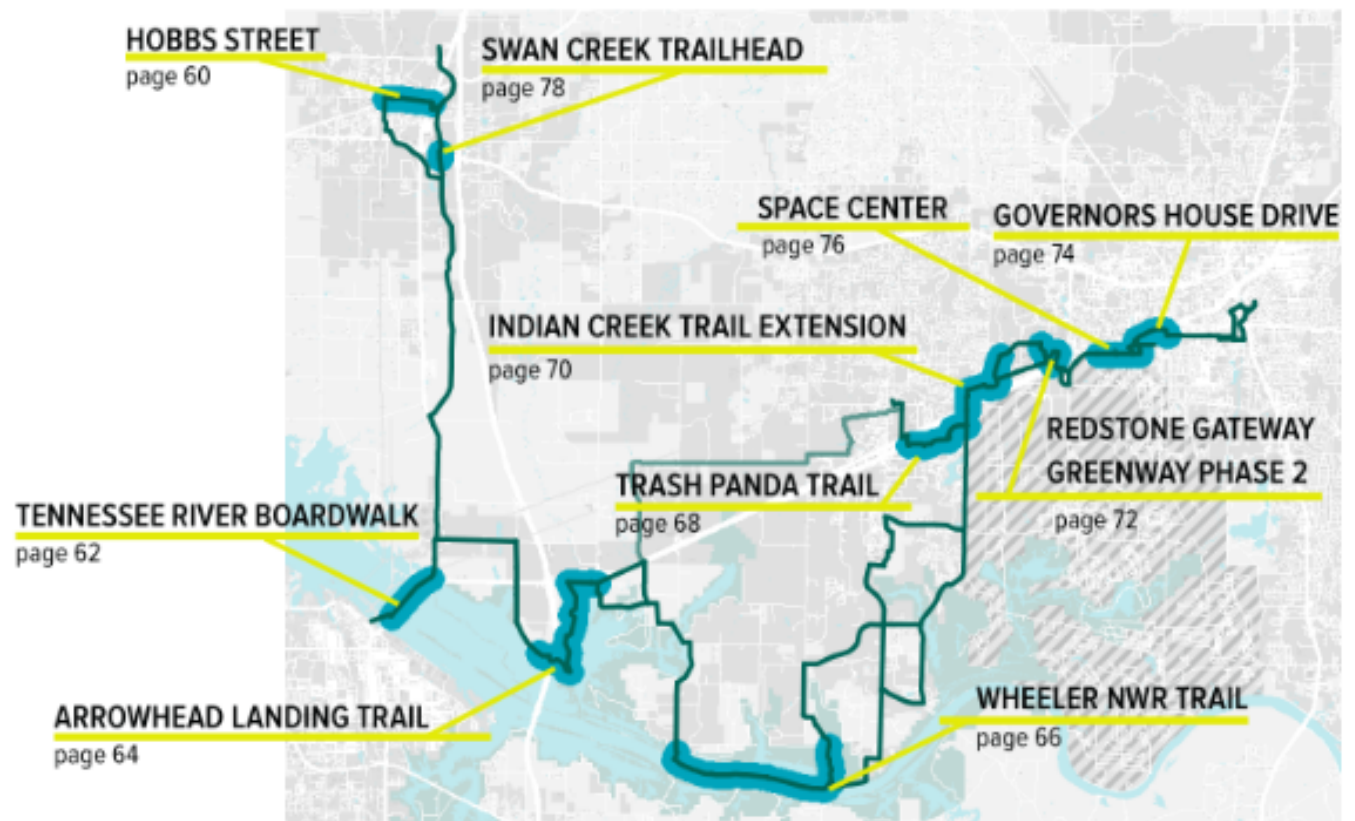 HOBBS STREET
page 60
SWAN CREEK TRAILHEAD
page 78
SPACE CENTER
page 76
GOVERNORS HOUSE DRIVE
page 74
INDIAN CREEK TRAIL EXTENSION
page 70
REDSTONE GATEWAY
GREENWAY PHASE 2
page 72
TRASH PANDA TRAIL
page 68
TENNESSEE RIVER BOARDWALK
page 62
WHEELER NWR TRAIL
page 66
ARROWHEAD LANDING TRAIL
page 64